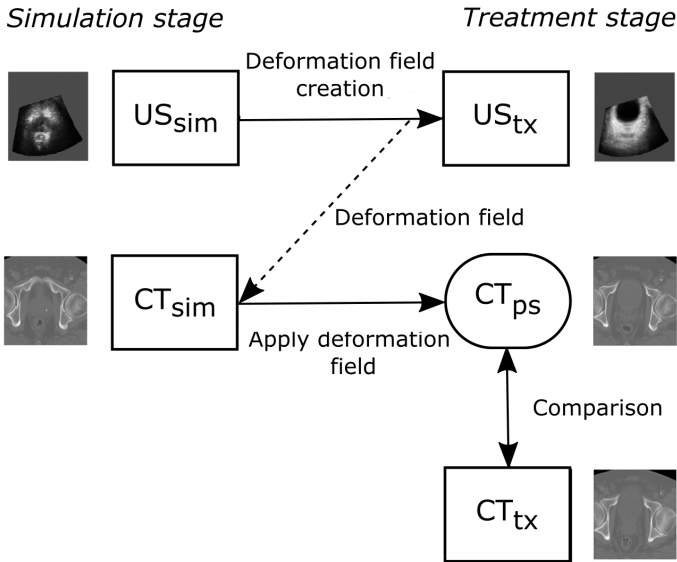 Simulation stage
Treatment stage
Deformation field
creation
USsim
UStx
Deformation field
CTsim
CTps
Apply deformation
field
Comparison
CTtx